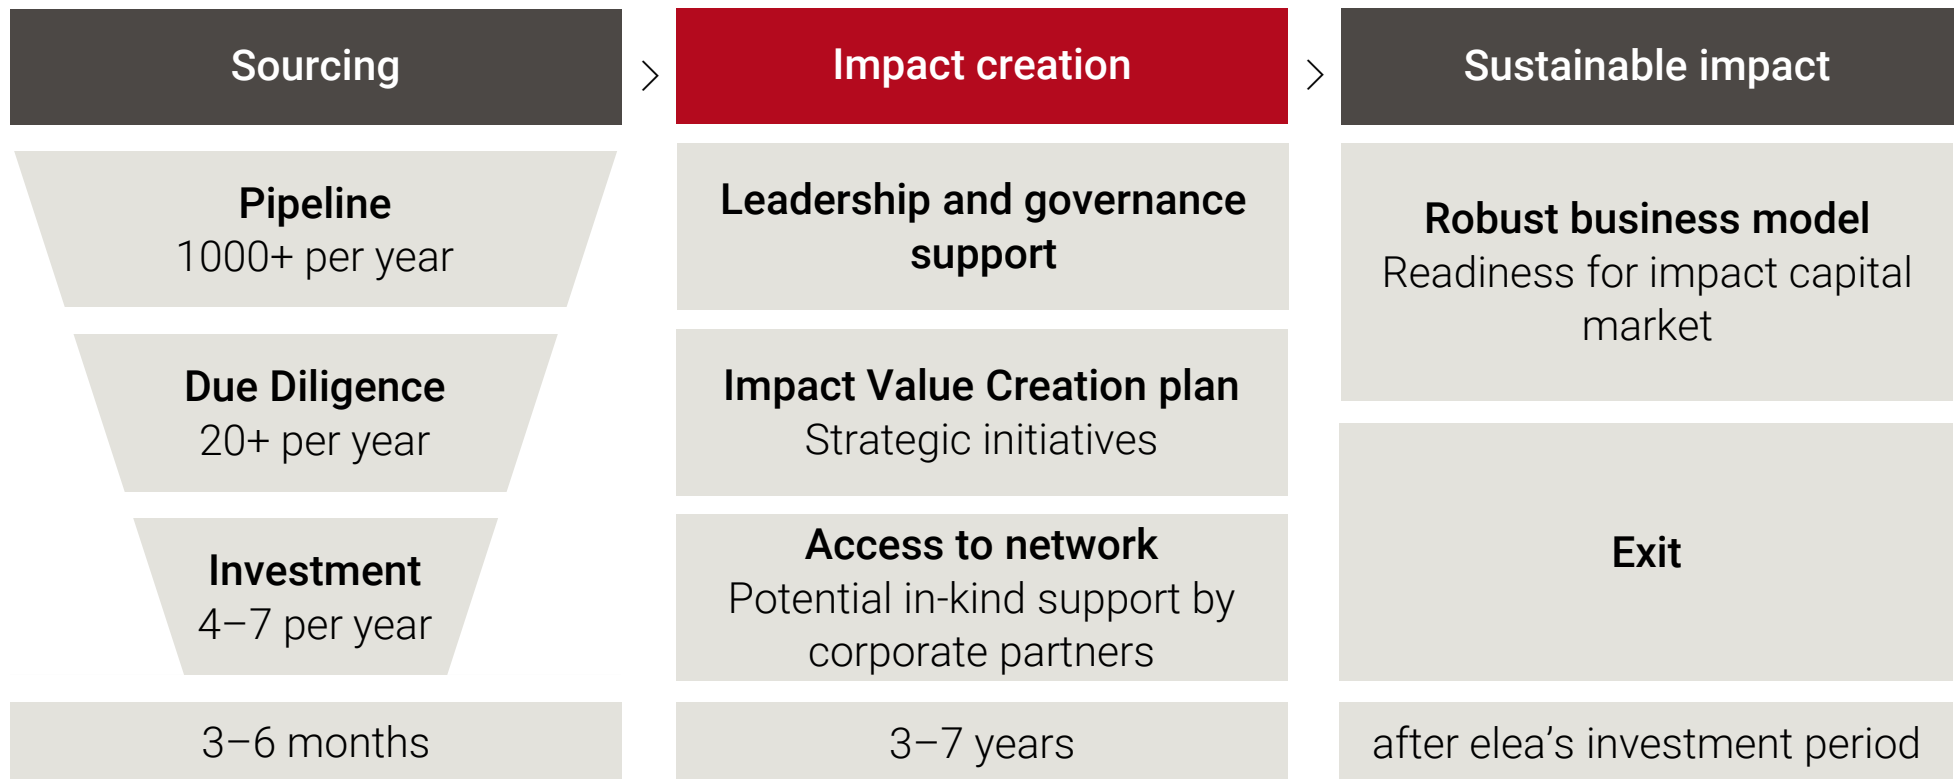 Sourcing
Pipeline
1000+ per year
Due Diligence
20+ per year
Investment
4–7 per year
3–6 months
>
Impact creation
Leadership and governance
support
Impact Value Creation plan
Strategic initiatives
Access to network
Potential in-kind support by
corporate partners
3–7 years
>
Sustainable impact
Robust business model
Readiness for impact capital
market
Exit
after elea’s investment period